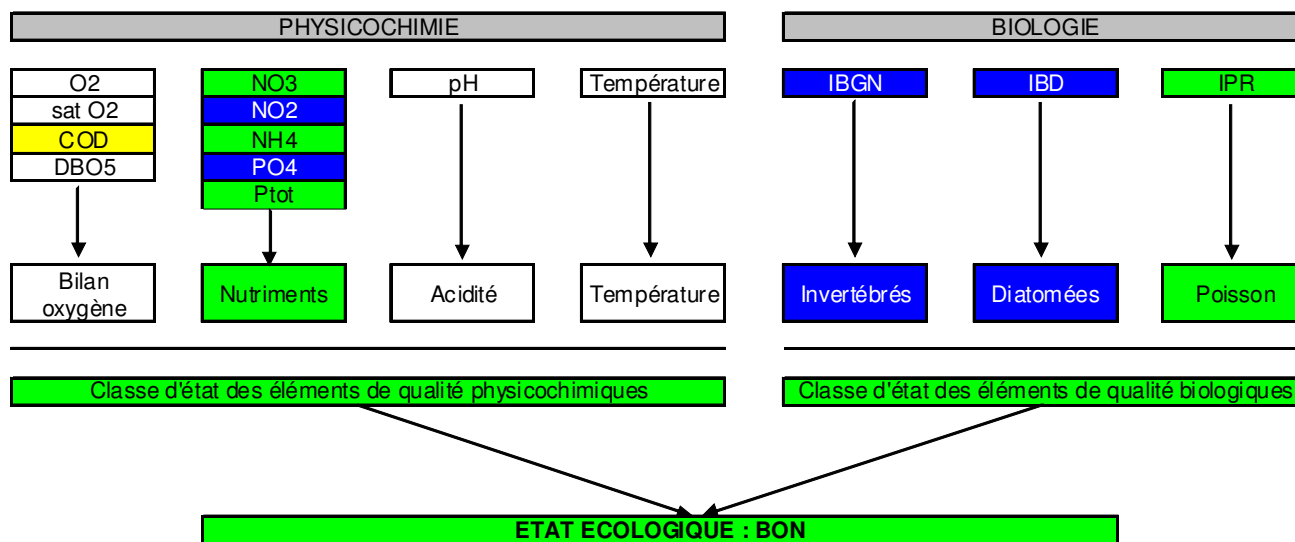 PHYSICOCHIMIE
BIOLOGIE
O2
sat O2
COD
DBO5
NO3
NO2
NH4
PO4
Ptot
pH
Température
IBGN
IBD
IPR
Bilan
oxygène
Nutriments
Acidité
Température
Invertébrés
Diatomées
Poisson
Classe d'état des éléments de qualité physicochimiques
Classe d'état des éléments de qualité biologiques
ETAT ECOLOGIQUE : BON